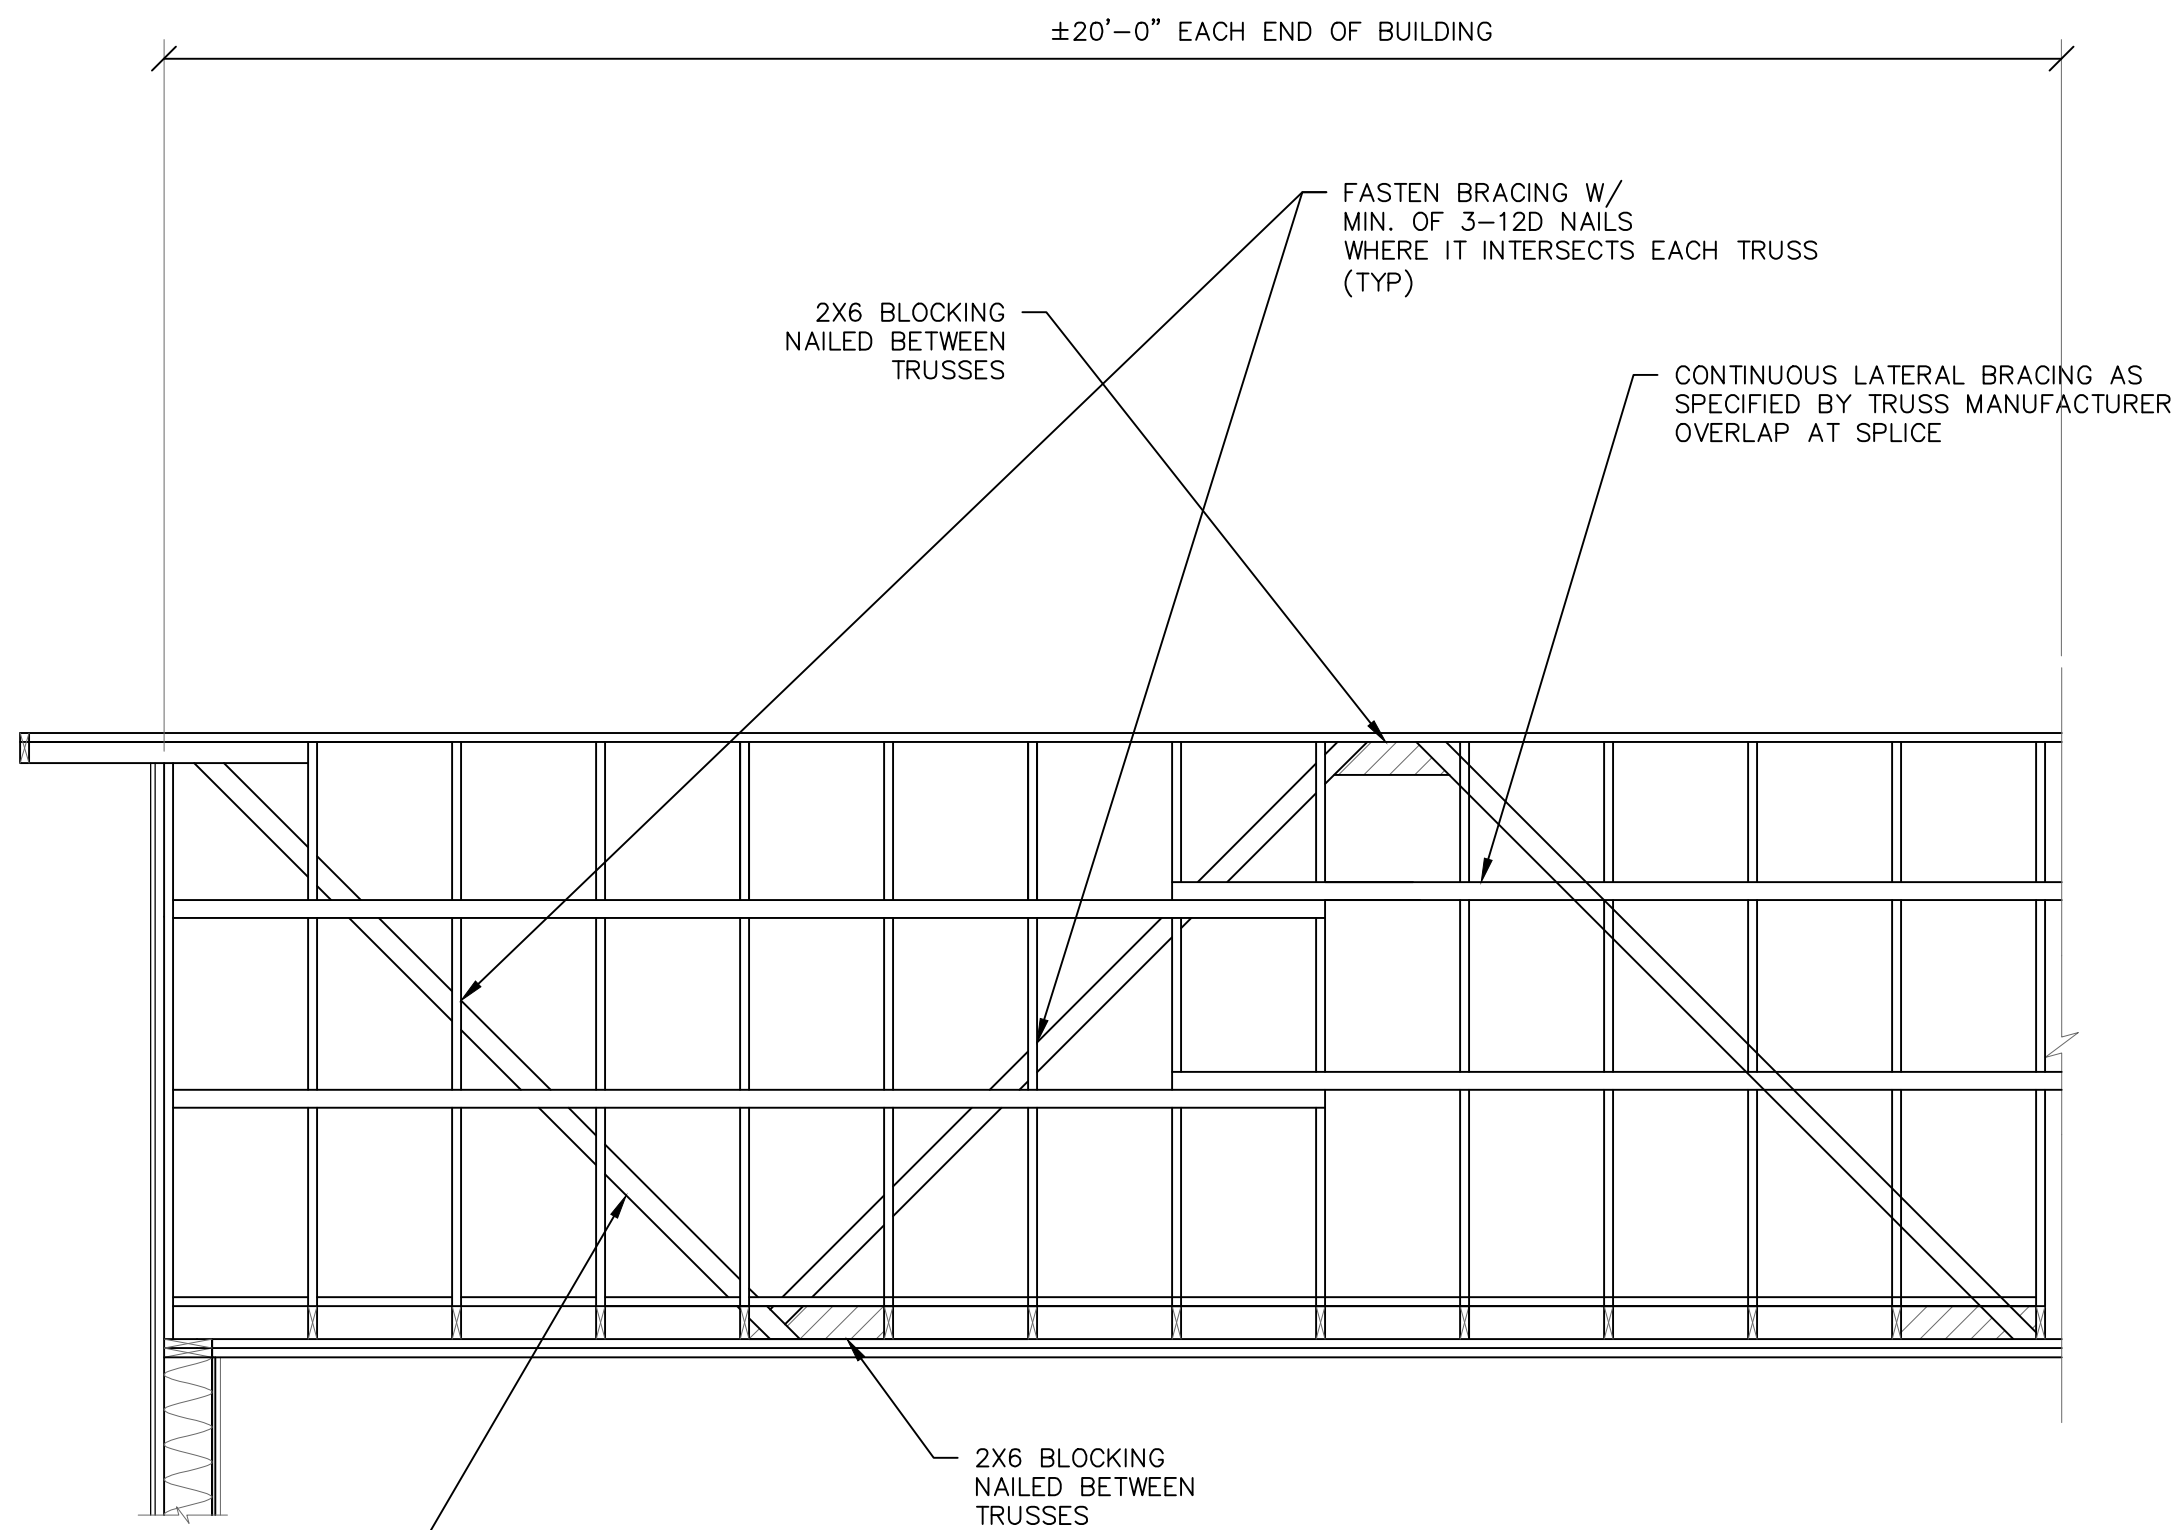 ±20'-0" EACH END OF BUILDING
FASTEN BRACING W/
MIN. OF 3-12D NAILS
WHERE IT INTERSECTS EACH TRUSS
(TYP)
2X6 BLOCKING
NAILED BETWEEN
TRUSSES
CONTINUOUS LATERAL BRACING AS
SPECIFIED BY TRUSS MANUFACTURER
OVERLAP AT SPLICE
2X6 BLOCKING
NAILED BETWEEN
TRUSSES